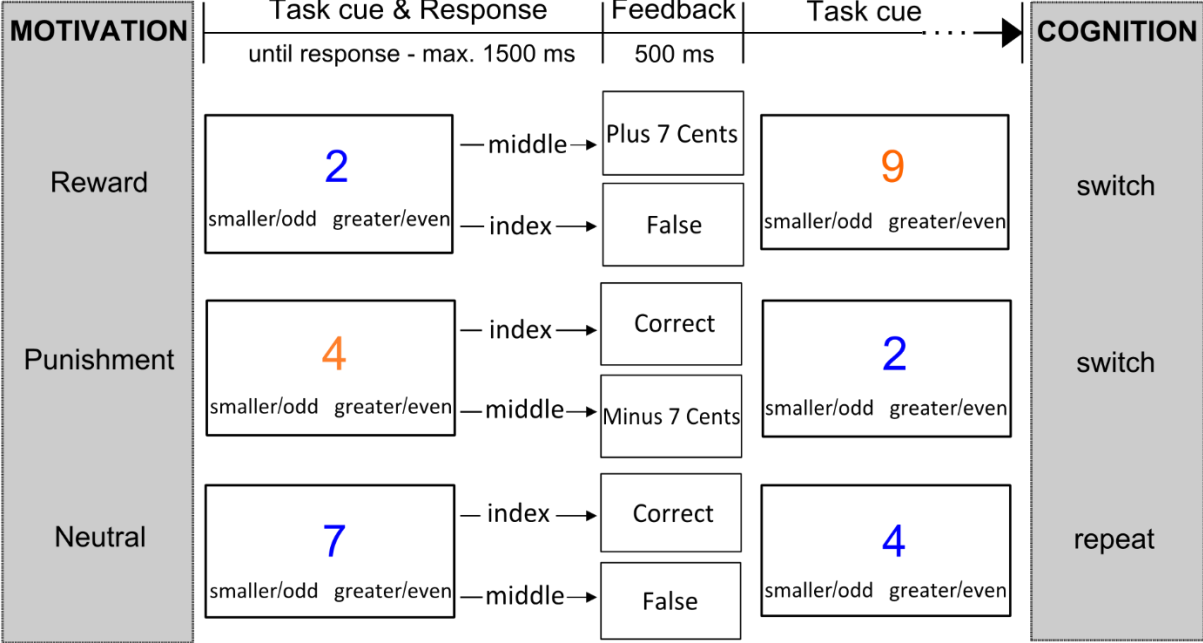 MOTIVATION
Task cue & Response
Feedback
Task cue
COGNITION
until response - max. 1500 ms
500 ms
Reward
2
smaller/odd greater/even
middle
index
Plus 7 Cents
False
9
smaller/odd greater/even
switch
Punishment
4
smaller/odd greater/even
index
middle
Correct
Minus 7 Cents
2
smaller/odd greater/even
switch
Neutral
7
smaller/odd greater/even
index
middle
Correct
False
4
smaller/odd greater/even
repeat